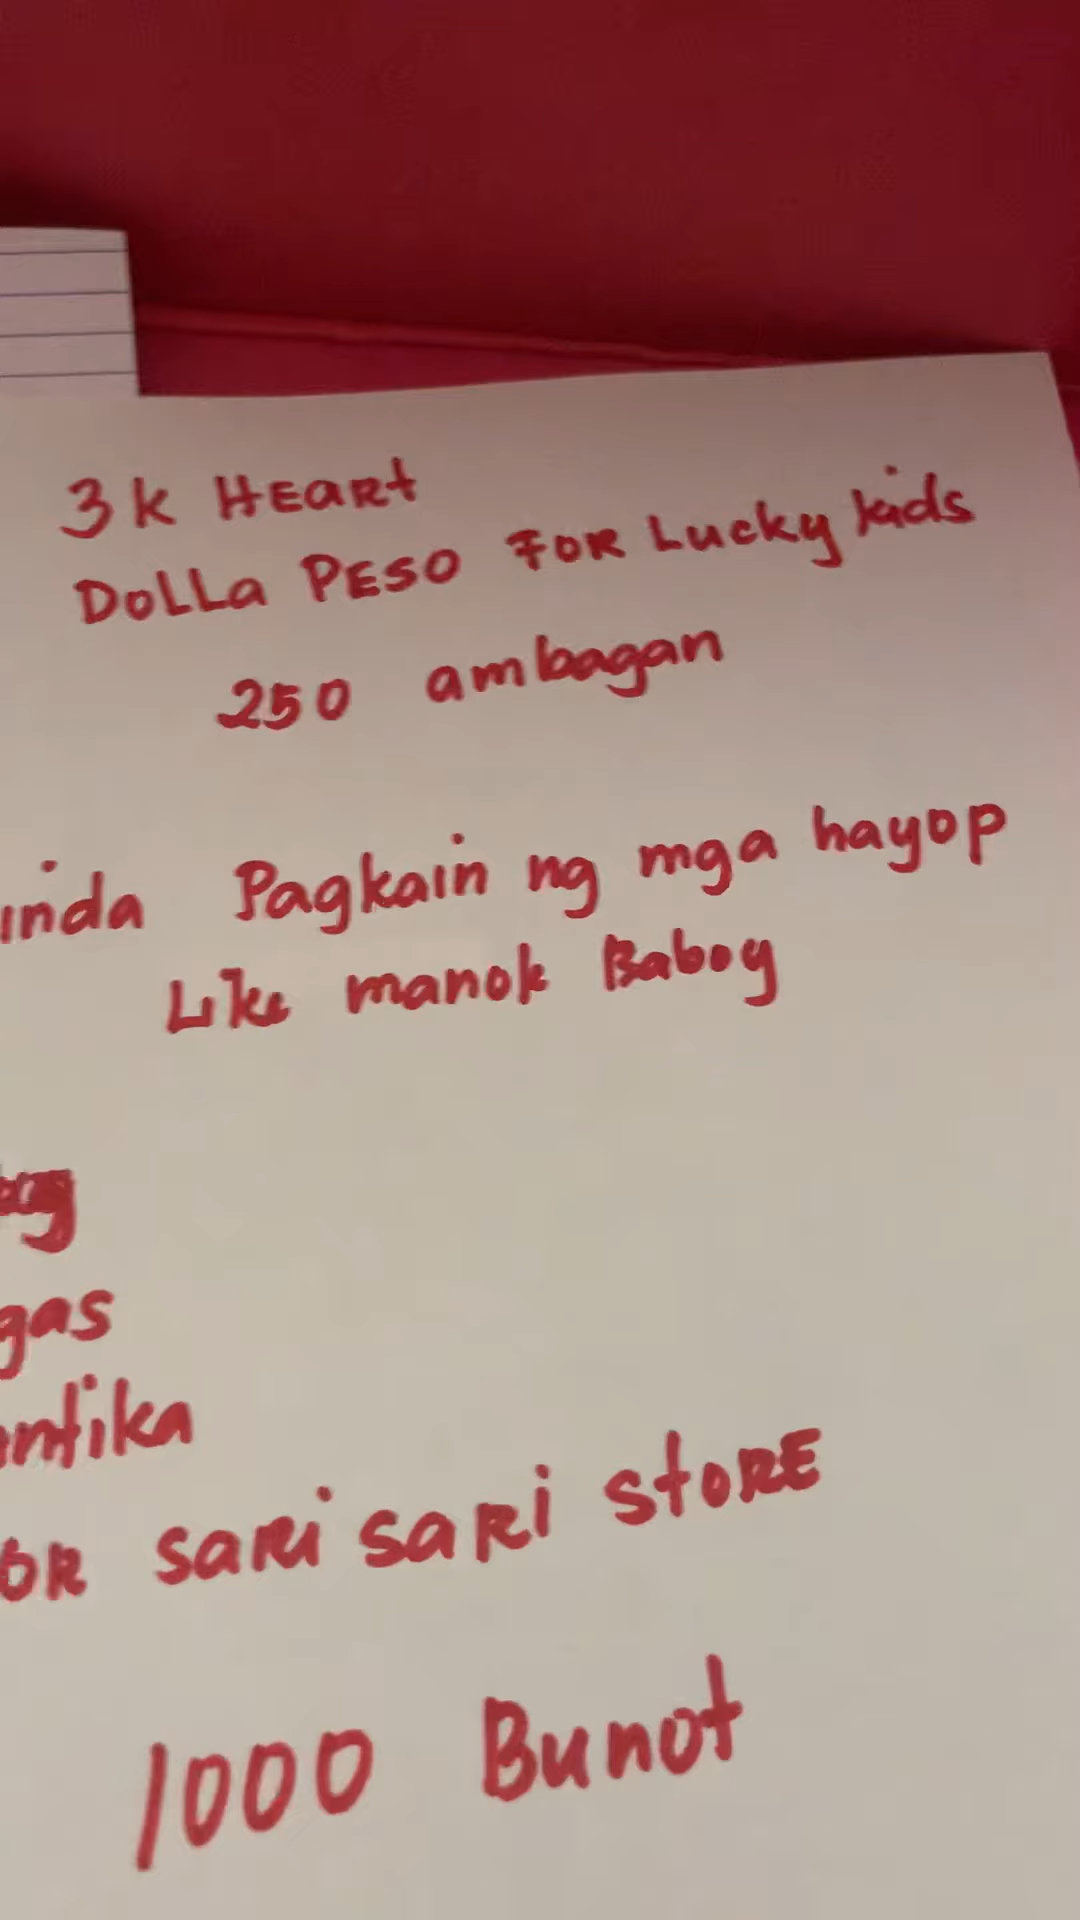 3k HEaRt
DoLLa PESO FOR Lucky kids
250 ambagan
inda Pagkain ng mga hayop
Like manok Baboy
gas
antika
oR saRi saRi stoRE
1000 Bunot